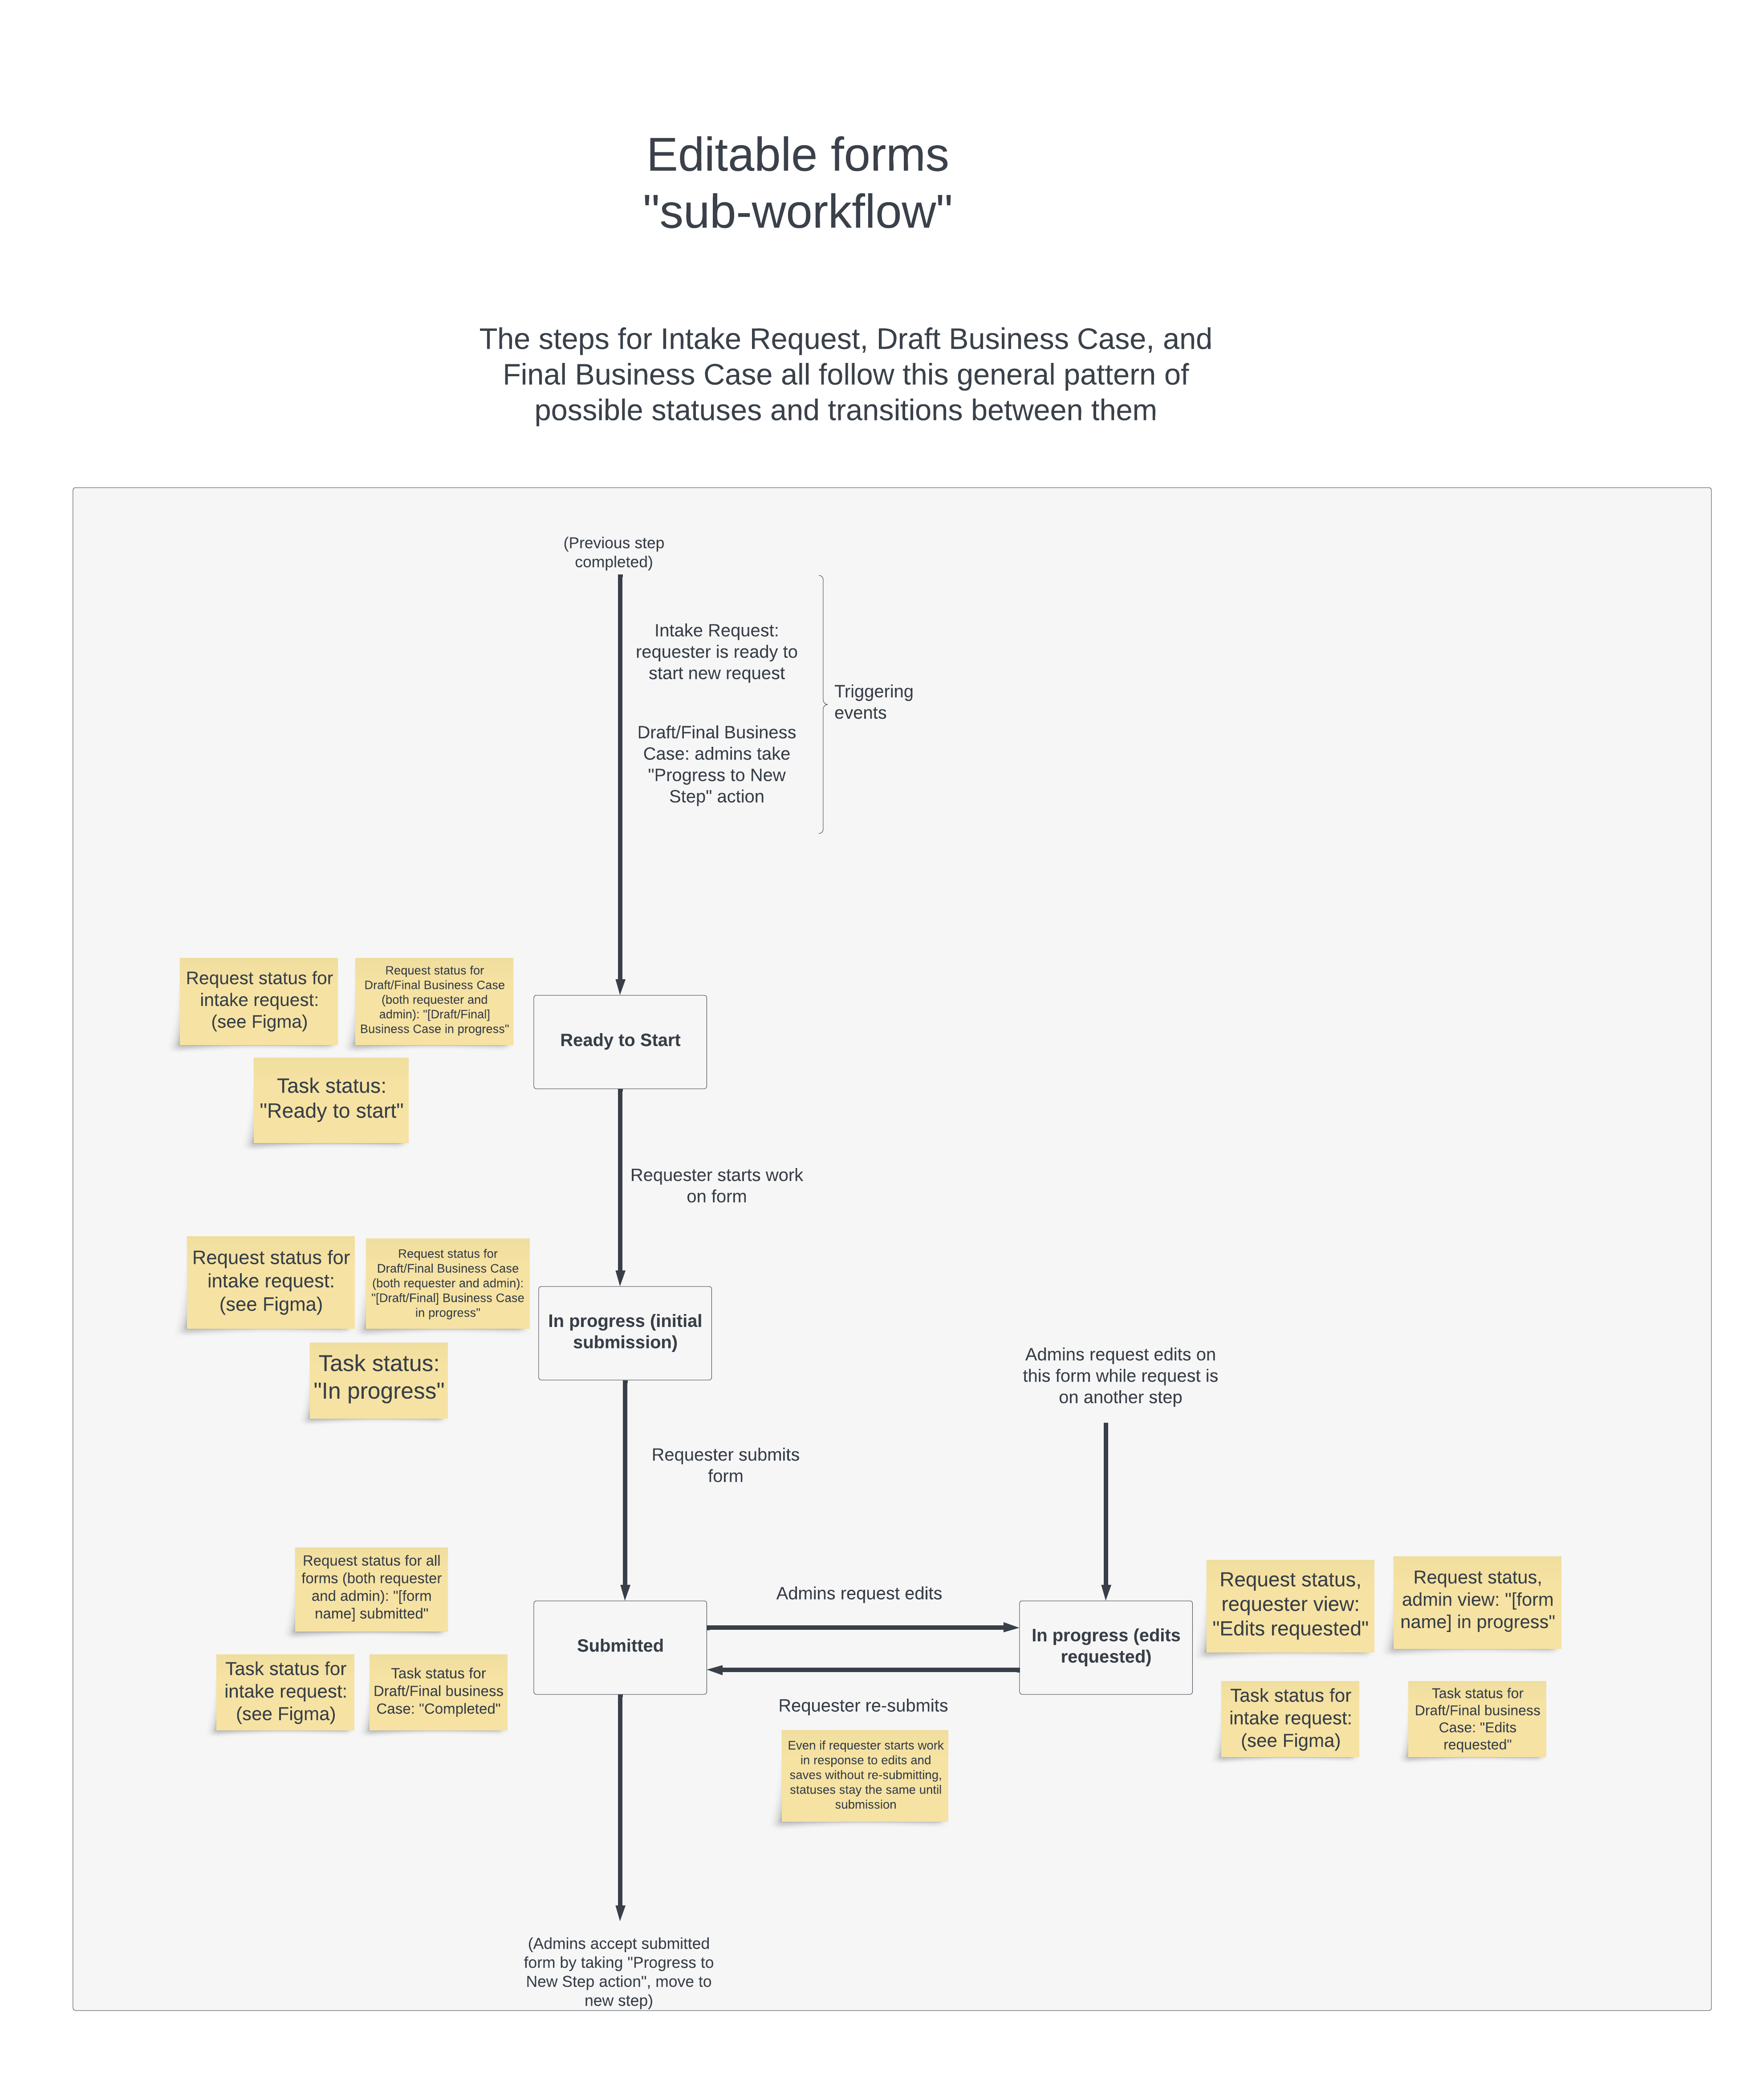 Editable forms
"sub-workflow"
The steps for Intake Request, Draft Business Case, and
Final Business Case all follow this general pattern of
possible statuses and transitions between them
(Previous step
completed)
Intake Request:
requester is ready to
start new request
Draft/Final Business
Case: admins take
"Progress to New
Step" action
Triggering
events
Request status for
intake request:
(see Figma)
Request status for
Draft/Final Business Case
(both requester and
admin): "[Draft/Final]
Business Case in progress"
Task status:
"Ready to start"
Ready to Start
Requester starts work
on form
Request status for
intake request:
(see Figma)
Request status for
Draft/Final Business Case
(both requester and admin):
"[Draft/Final] Business Case
in progress"
Task status:
"In progress"
In progress (initial
submission)
Admins request edits on
this form while request is
on another step
Requester submits
form
Request status for all
forms (both requester
and admin): "[form
name] submitted"
Task status for
intake request:
(see Figma)
Task status for
Draft/Final business
Case: "Completed"
Submitted
Admins request edits
Requester re-submits
Even if requester starts work
in response to edits and
saves without re-submitting,
statuses stay the same until
submission
In progress (edits
requested)
Request status,
requester view:
"Edits requested"
Request status,
admin view: "[form
name] in progress"
Task status for
intake request:
(see Figma)
Task status for
Draft/Final business
Case: "Edits
requested"
(Admins accept submitted
form by taking "Progress to
New Step action", move to
new step)